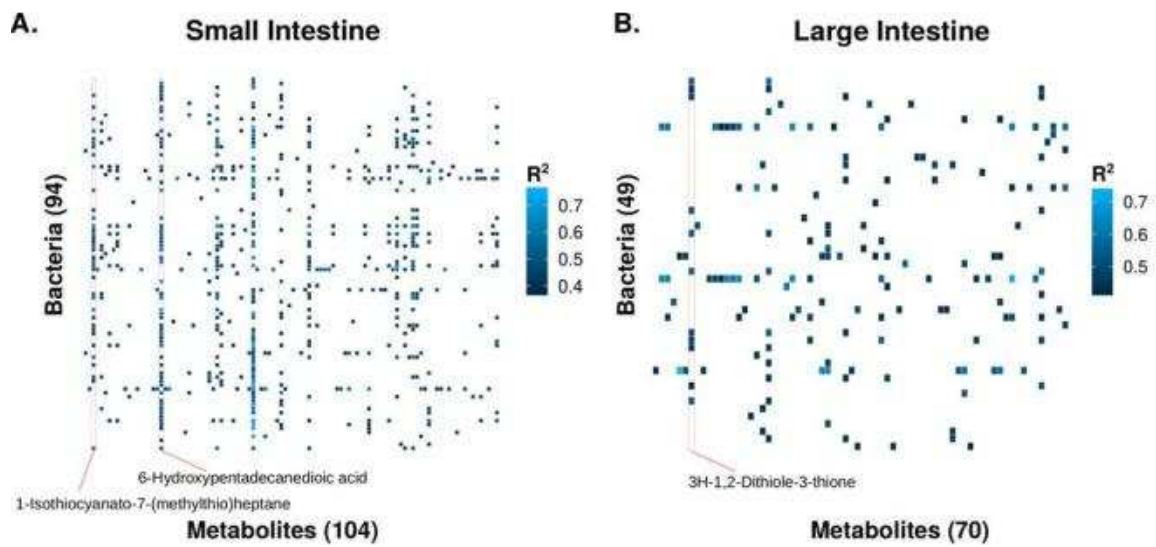 A.
Small Intestine
Bacteria (94)
R²
0.7
0.6
0.5
0.4
6-Hydroxypentadecanedioic acid
1-Isothiocyanato-7-(methylthio)heptane
Metabolites (104)
B.
Large Intestine
Bacteria (49)
R²
0.7
0.6
0.5
3H-1,2-Dithiole-3-thione
Metabolites (70)